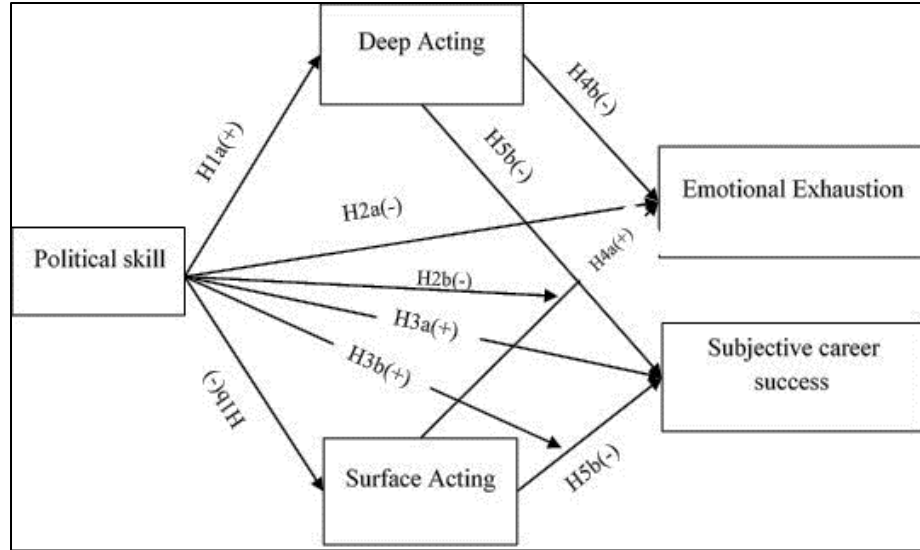 Deep Acting
H4b(-)
H1a(+)
H5b(-)
Emotional Exhaustion
H2a(-)
H4a(+)
Political skill
H2b(-)
H3a(+)
Subjective career
success
H3b(+)
H1b(-)
Surface Acting
H5b(-)